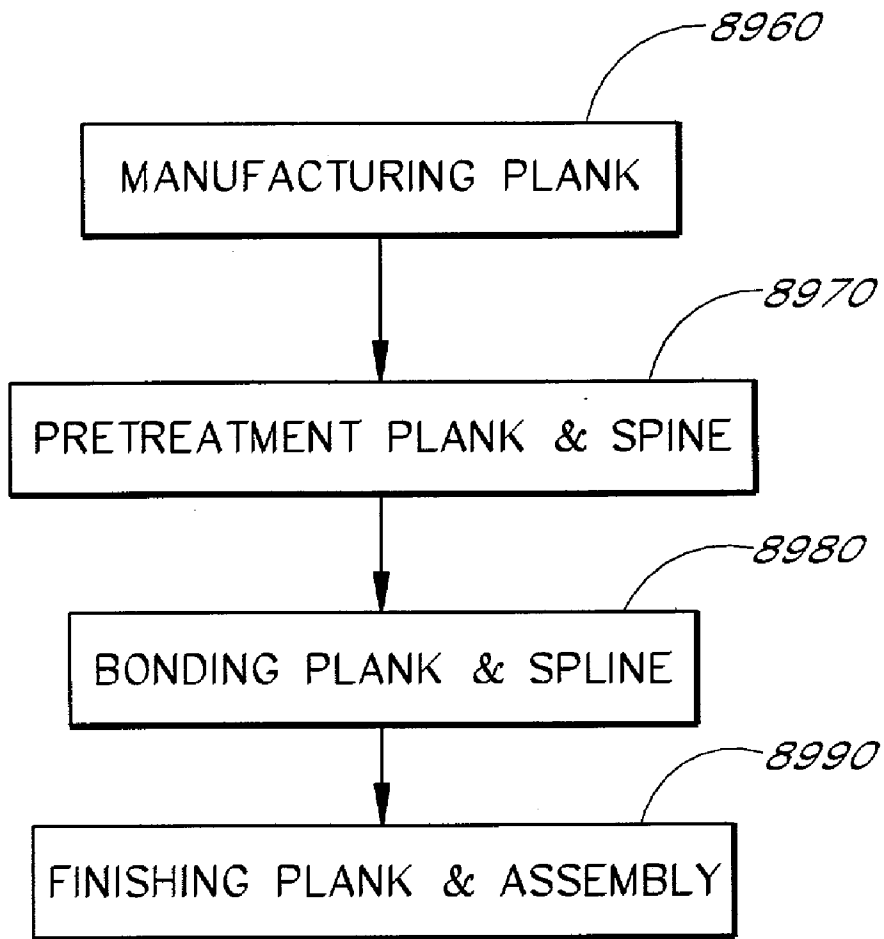 8960
MANUFACTURING PLANK
8970
PRETREATMENT PLANK & SPINE
8980
BONDING PLANK & SPLINE
8990
FINISHING PLANK & ASSEMBLY